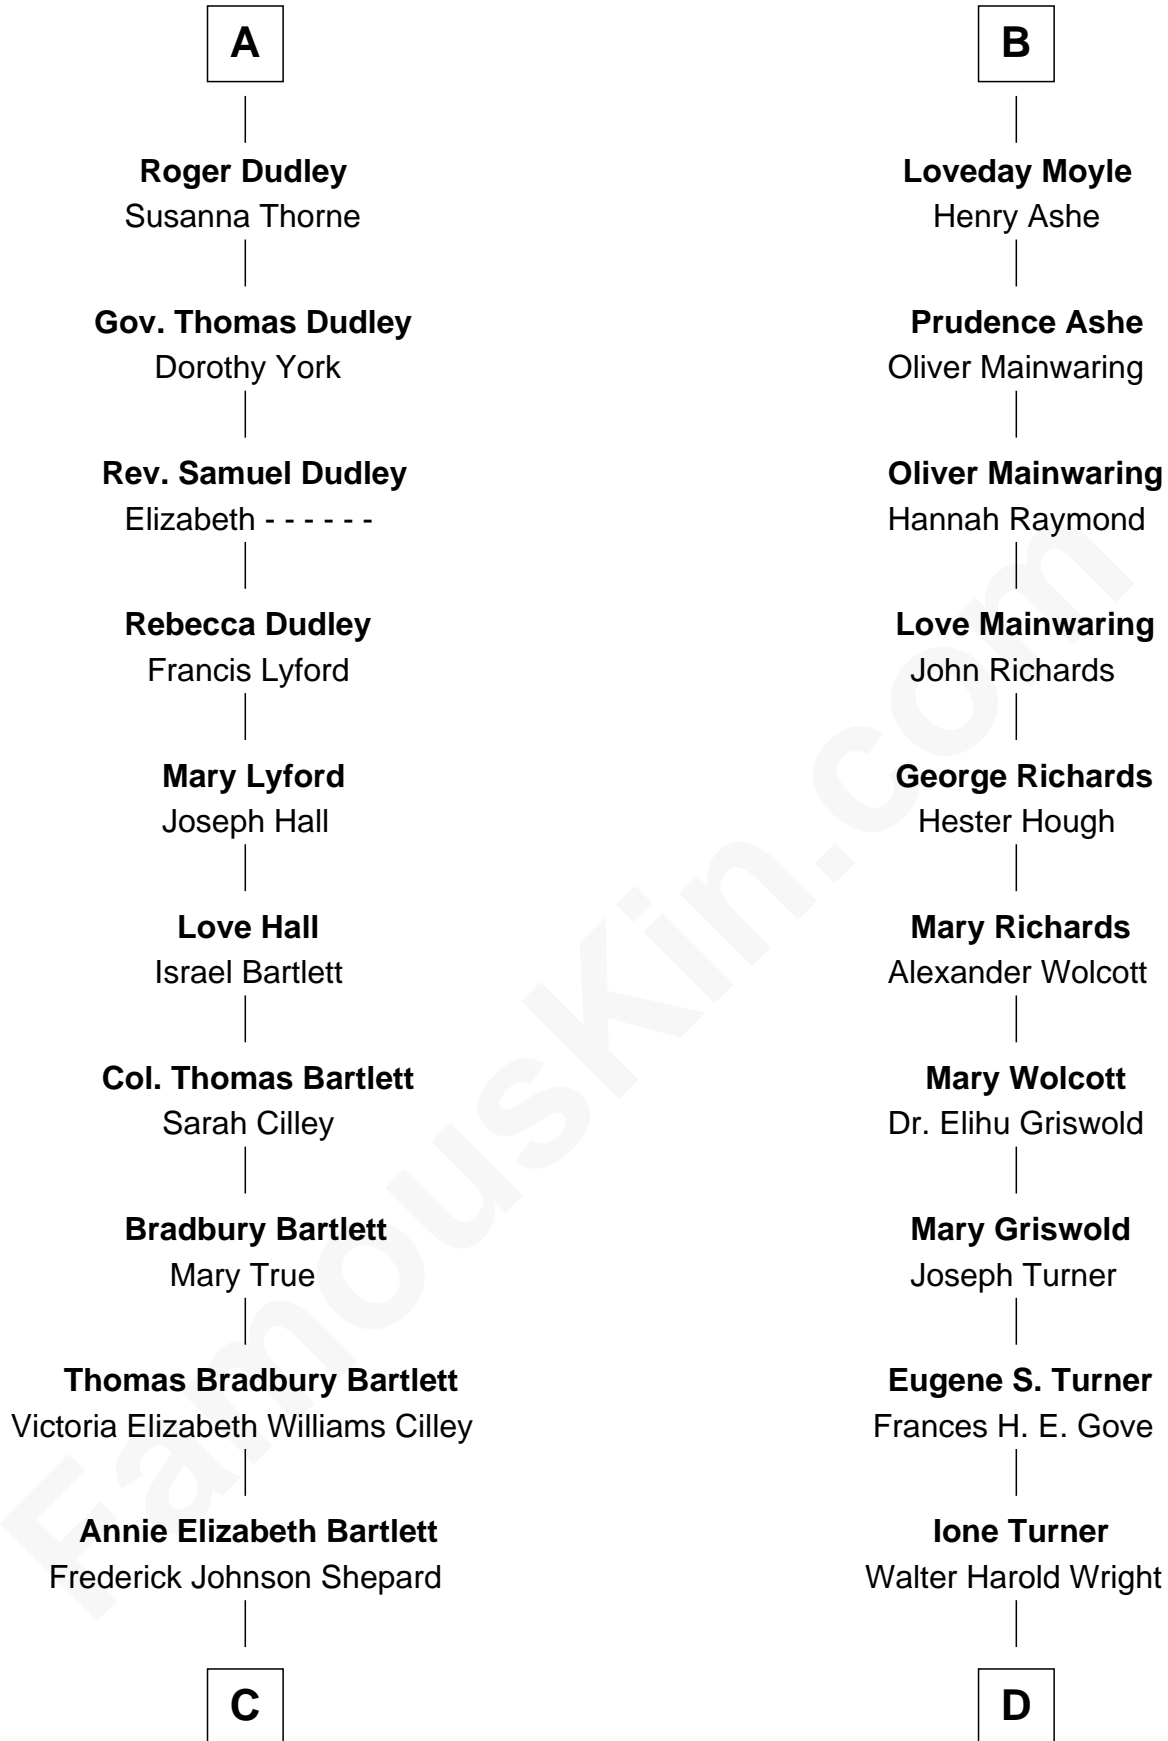 A
Roger Dudley
Susanna Thorne
Gov. Thomas Dudley
Dorothy York
Rev. Samuel Dudley
Elizabeth - - - - - -
Rebecca Dudley
Francis Lyford
Mary Lyford
Joseph Hall
Love Hall
Israel Bartlett
Col. Thomas Bartlett
Sarah Cilley
Bradbury Bartlett
Mary True
Thomas Bradbury Bartlett
Victoria Elizabeth Williams Cilley
Annie Elizabeth Bartlett
Frederick Johnson Shepard
C
B
Loveday Moyle
Henry Ashe
Prudence Ashe
Oliver Mainwaring
Oliver Mainwaring
Hannah Raymond
Love Mainwaring
John Richards
George Richards
Hester Hough
Mary Richards
Alexander Wolcott
Mary Wolcott
Dr. Elihu Griswold
Mary Griswold
Joseph Turner
Eugene S. Turner
Frances H. E. Gove
Ione Turner
Walter Harold Wright
D
FamousKin.com